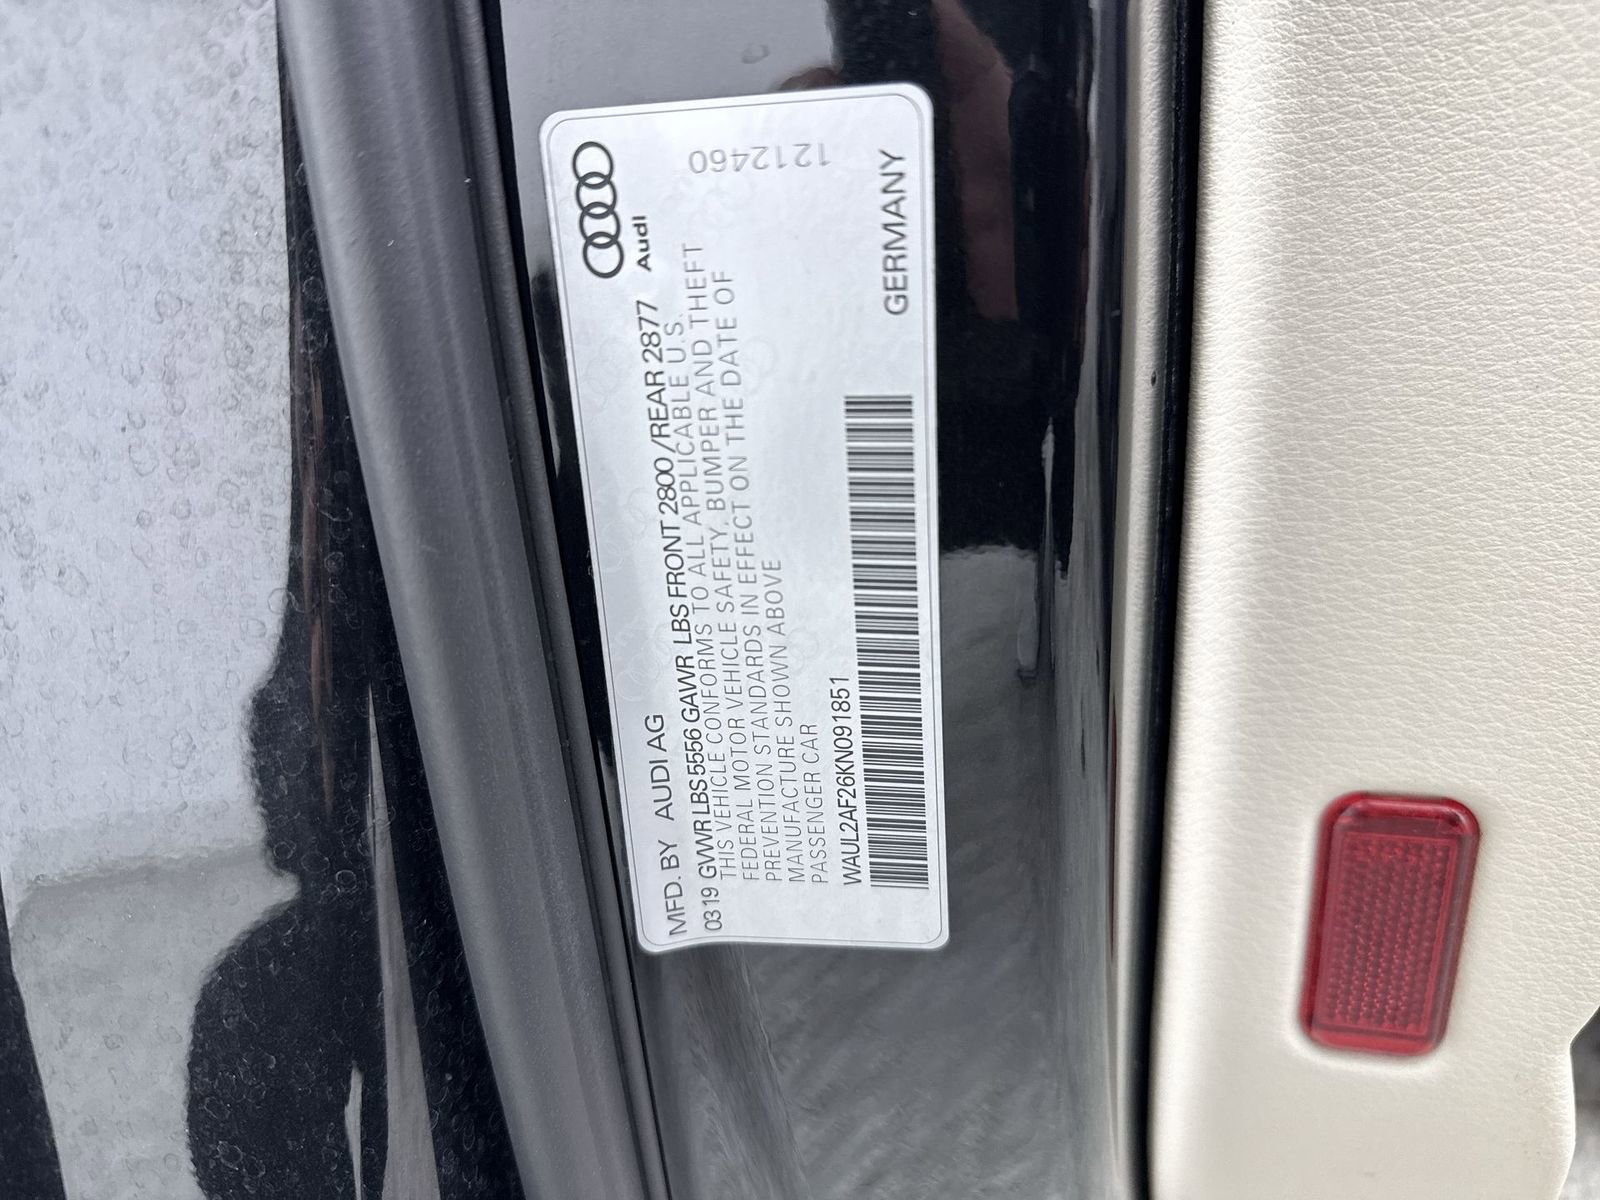 Audi
MFD. BY AUDI AG
0319 GVWR LBS 5556 GAWR LBS FRONT 2800 /REAR 2877
THIS VEHICLE CONFORMS TO ALL APPLICABLE U.S.
FEDERAL MOTOR VEHICLE SAFETY, BUMPER AND THEFT
PREVENTION STANDARDS IN EFFECT ON THE DATE OF
MANUFACTURE SHOWN ABOVE
PASSENGER CAR
WAUL2AF26KN091851
GERMANY
1212460